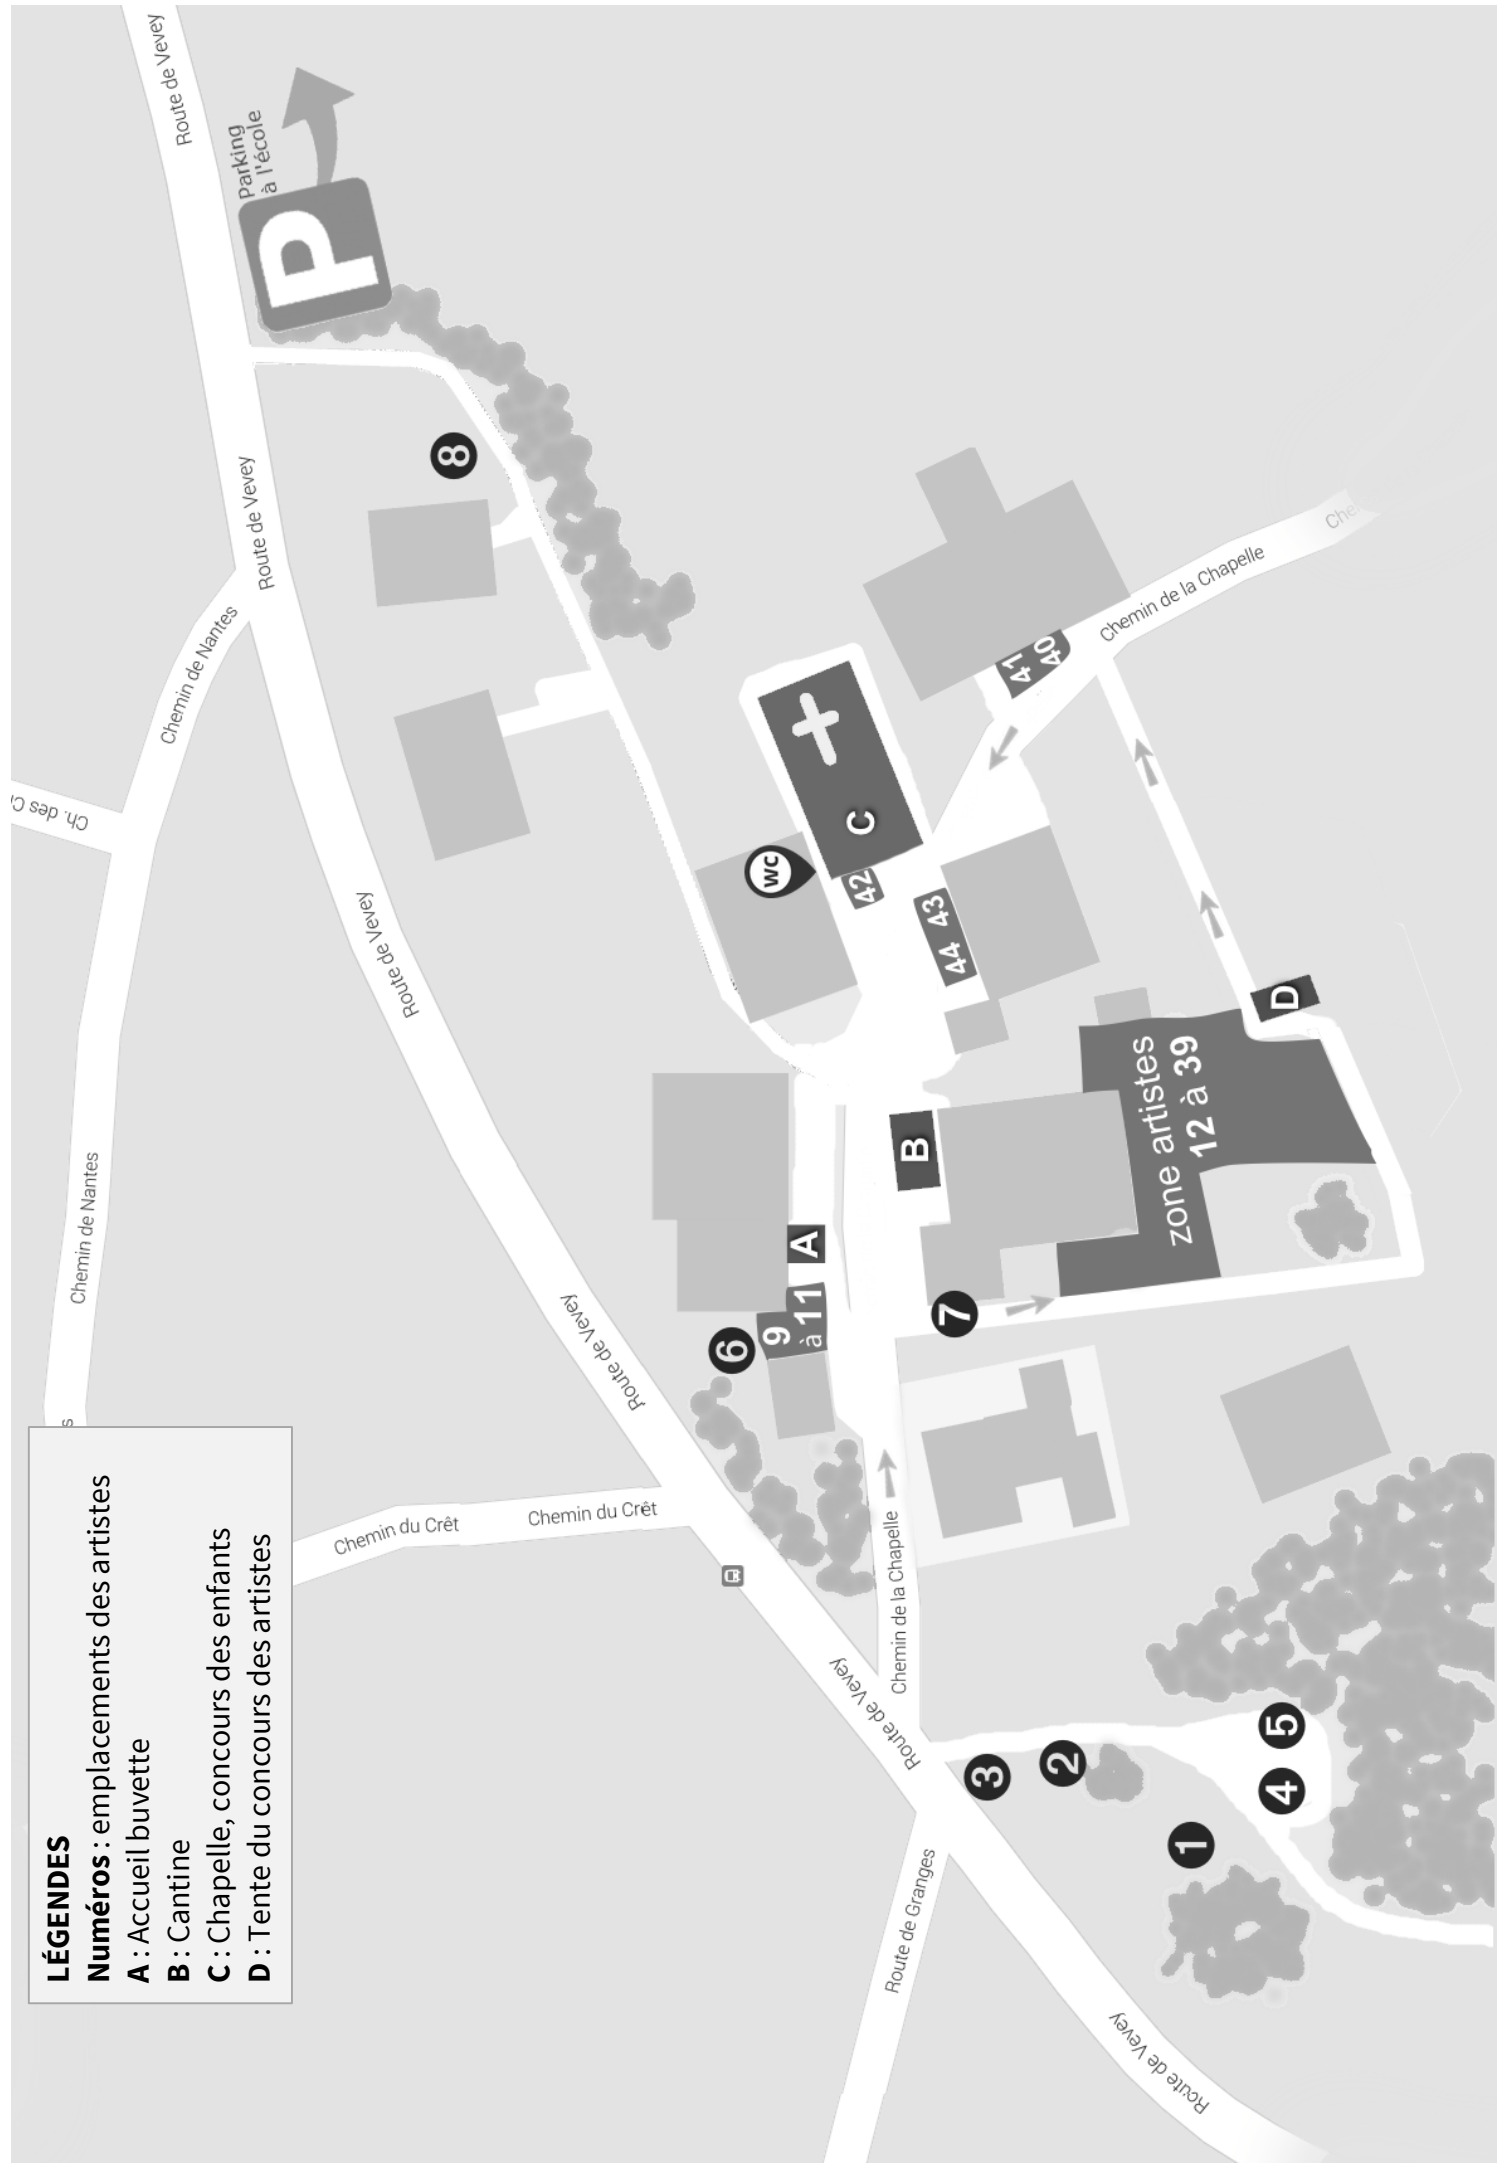 LÉGENDES
Numéros : emplacements des artistes
A : Accueil buvette
B : Cantine
C : Chapelle, concours des enfants
D : Tente du concours des artistes
Route de Vevey
Parking
à l'école
P
8
Route de Vevey
Chemin de Nantes
Route de Vevey
Chemin de Nantes
Chemin du Crêt
Chemin du Crêt
Route de Vevey
Route de Vevey
Route de Granges
Route de Vevey
Chemin de la Chapelle
Chemin de la Chapelle
WC
C
42
44 43
41
40
B
A
9
à 11
6
7
zone artistes
12 à 39
D
3
2
1
4
5